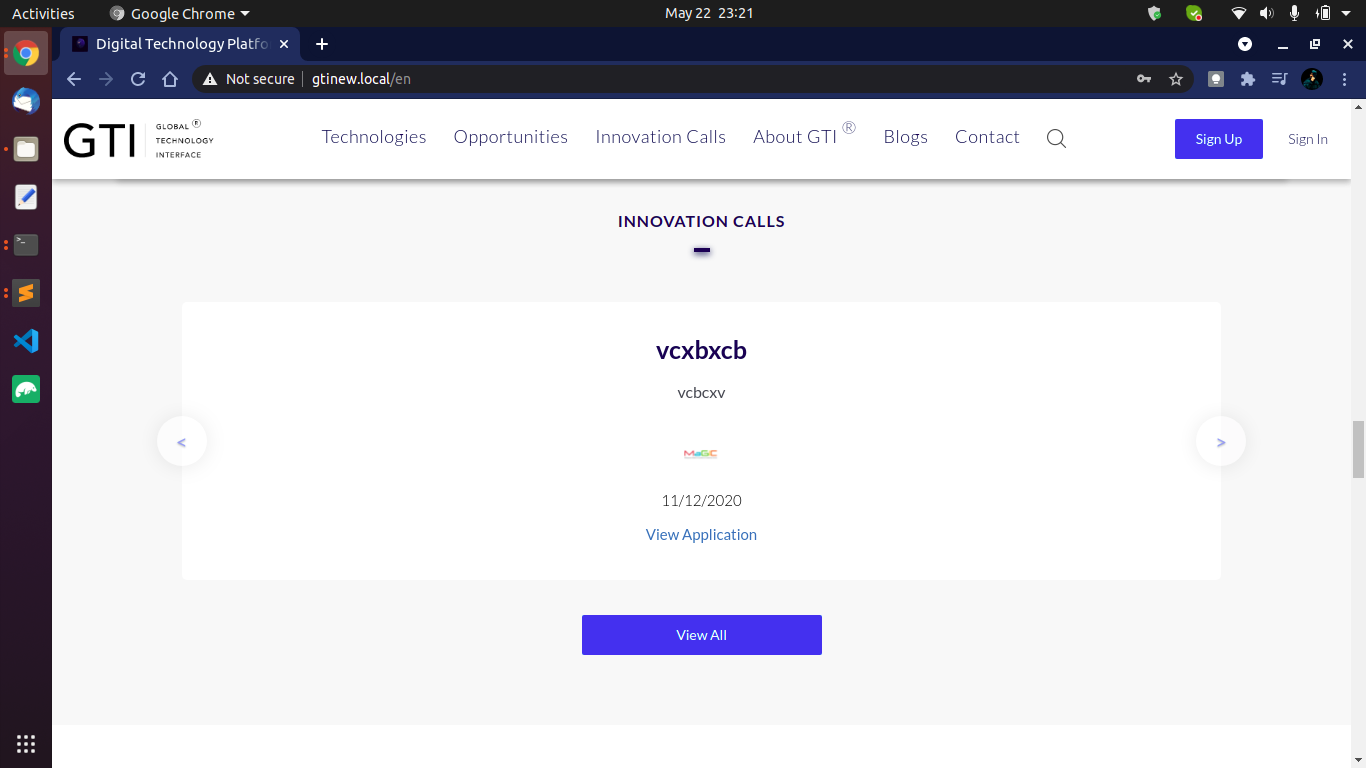 Activities Google Chrome May 22 23:21
Digital Technology Platfo
Not secure gtinew.local/en
GTI GLOBAL ® TECHNOLOGY INTERFACE
Technologies Opportunities Innovation Calls About GTI ® Blogs Contact Sign Up Sign In
INNOVATION CALLS
vcxbxcb
vcbcxv
< >
MaGC
11/12/2020
View Application
View All